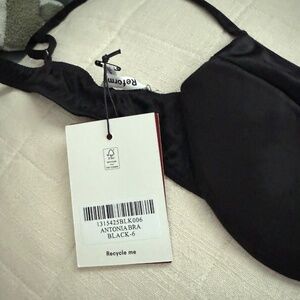 Reform
1315425BLK006
ANTONIA BRA
BLACK-6
Recycle me